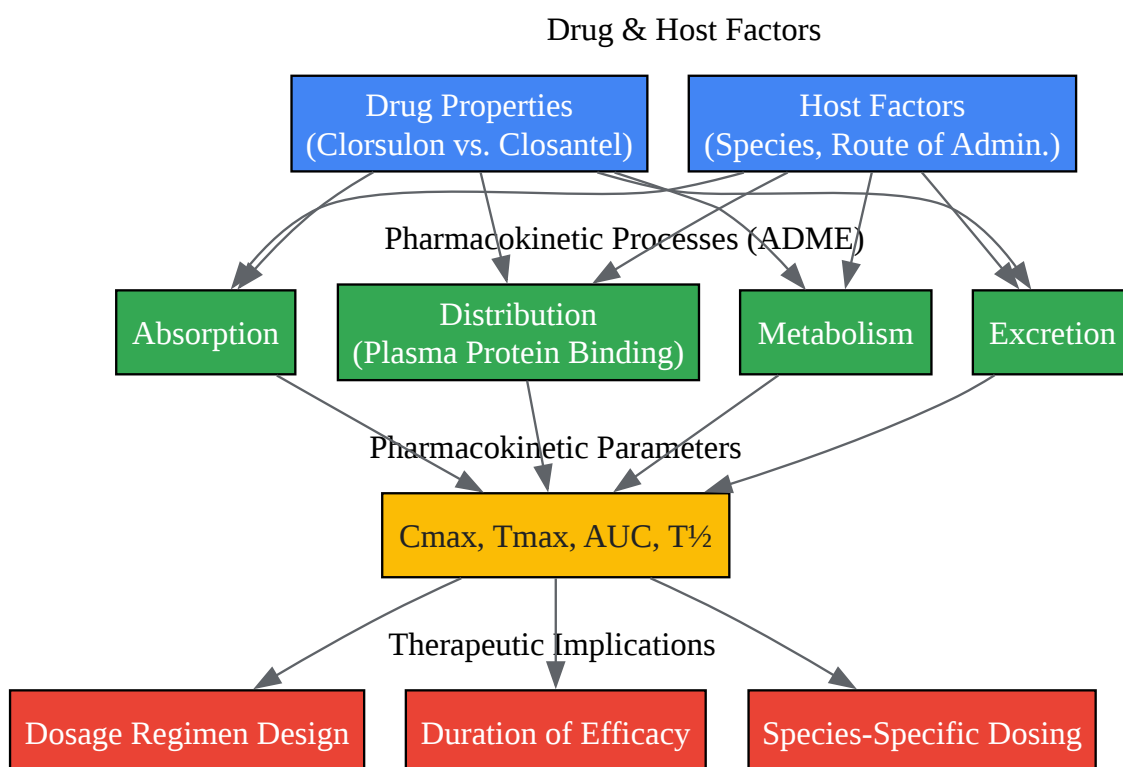 Drug & Host Factors
Drug Properties
(Clorsulon vs. Closantel)
Host Factors
(Species, Route of Admin.)
Pharmacokinetic Processes (ADME)
Absorption
Distribution
(Plasma Protein Binding)
Metabolism
Excretion
Pharmacokinetic Parameters
Cmax, Tmax, AUC, T½
Therapeutic Implications
Dosage Regimen Design
Duration of Efficacy
Species-Specific Dosing